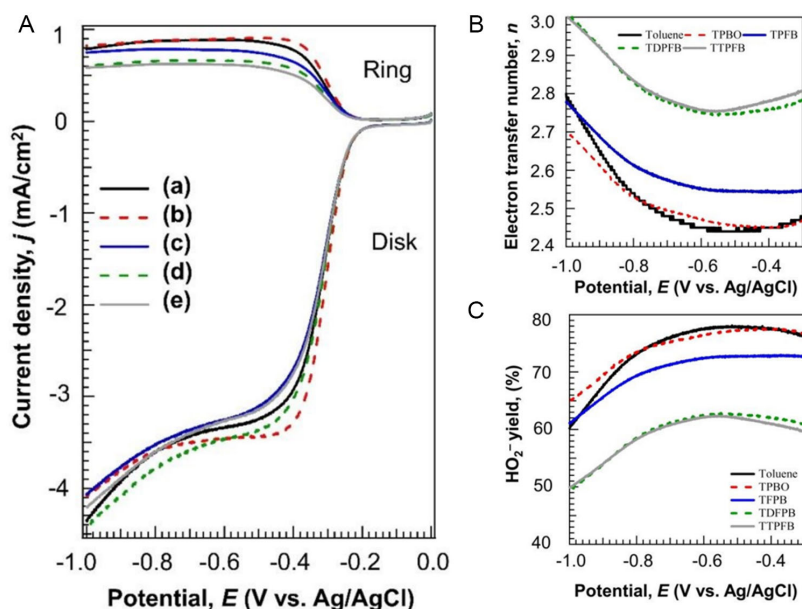 A
Current density, j (mA/cm²)
1
0
-1
-2
-3
-4
Ring
Disk
(a)
(b)
(c)
(d)
(e)
-1.0 -0.8 -0.6 -0.4 -0.2 0.0
Potential, E (V vs. Ag/AgCl)
B
Electron transfer number, n
3.0
2.9
2.8
2.7
2.6
2.5
2.4
Toluene TPBO TPFB
TDPFB TTPFB
-1.0 -0.8 -0.6 -0.4
Potential, E (V vs. Ag/AgCl)
C
HO₂⁻ yield, (%)
80
70
60
50
40
Toluene
TPBO
TFPB
TDFPB
TTPFB
-1.0 -0.8 -0.6 -0.4
Potential, E (V vs. Ag/AgCl)